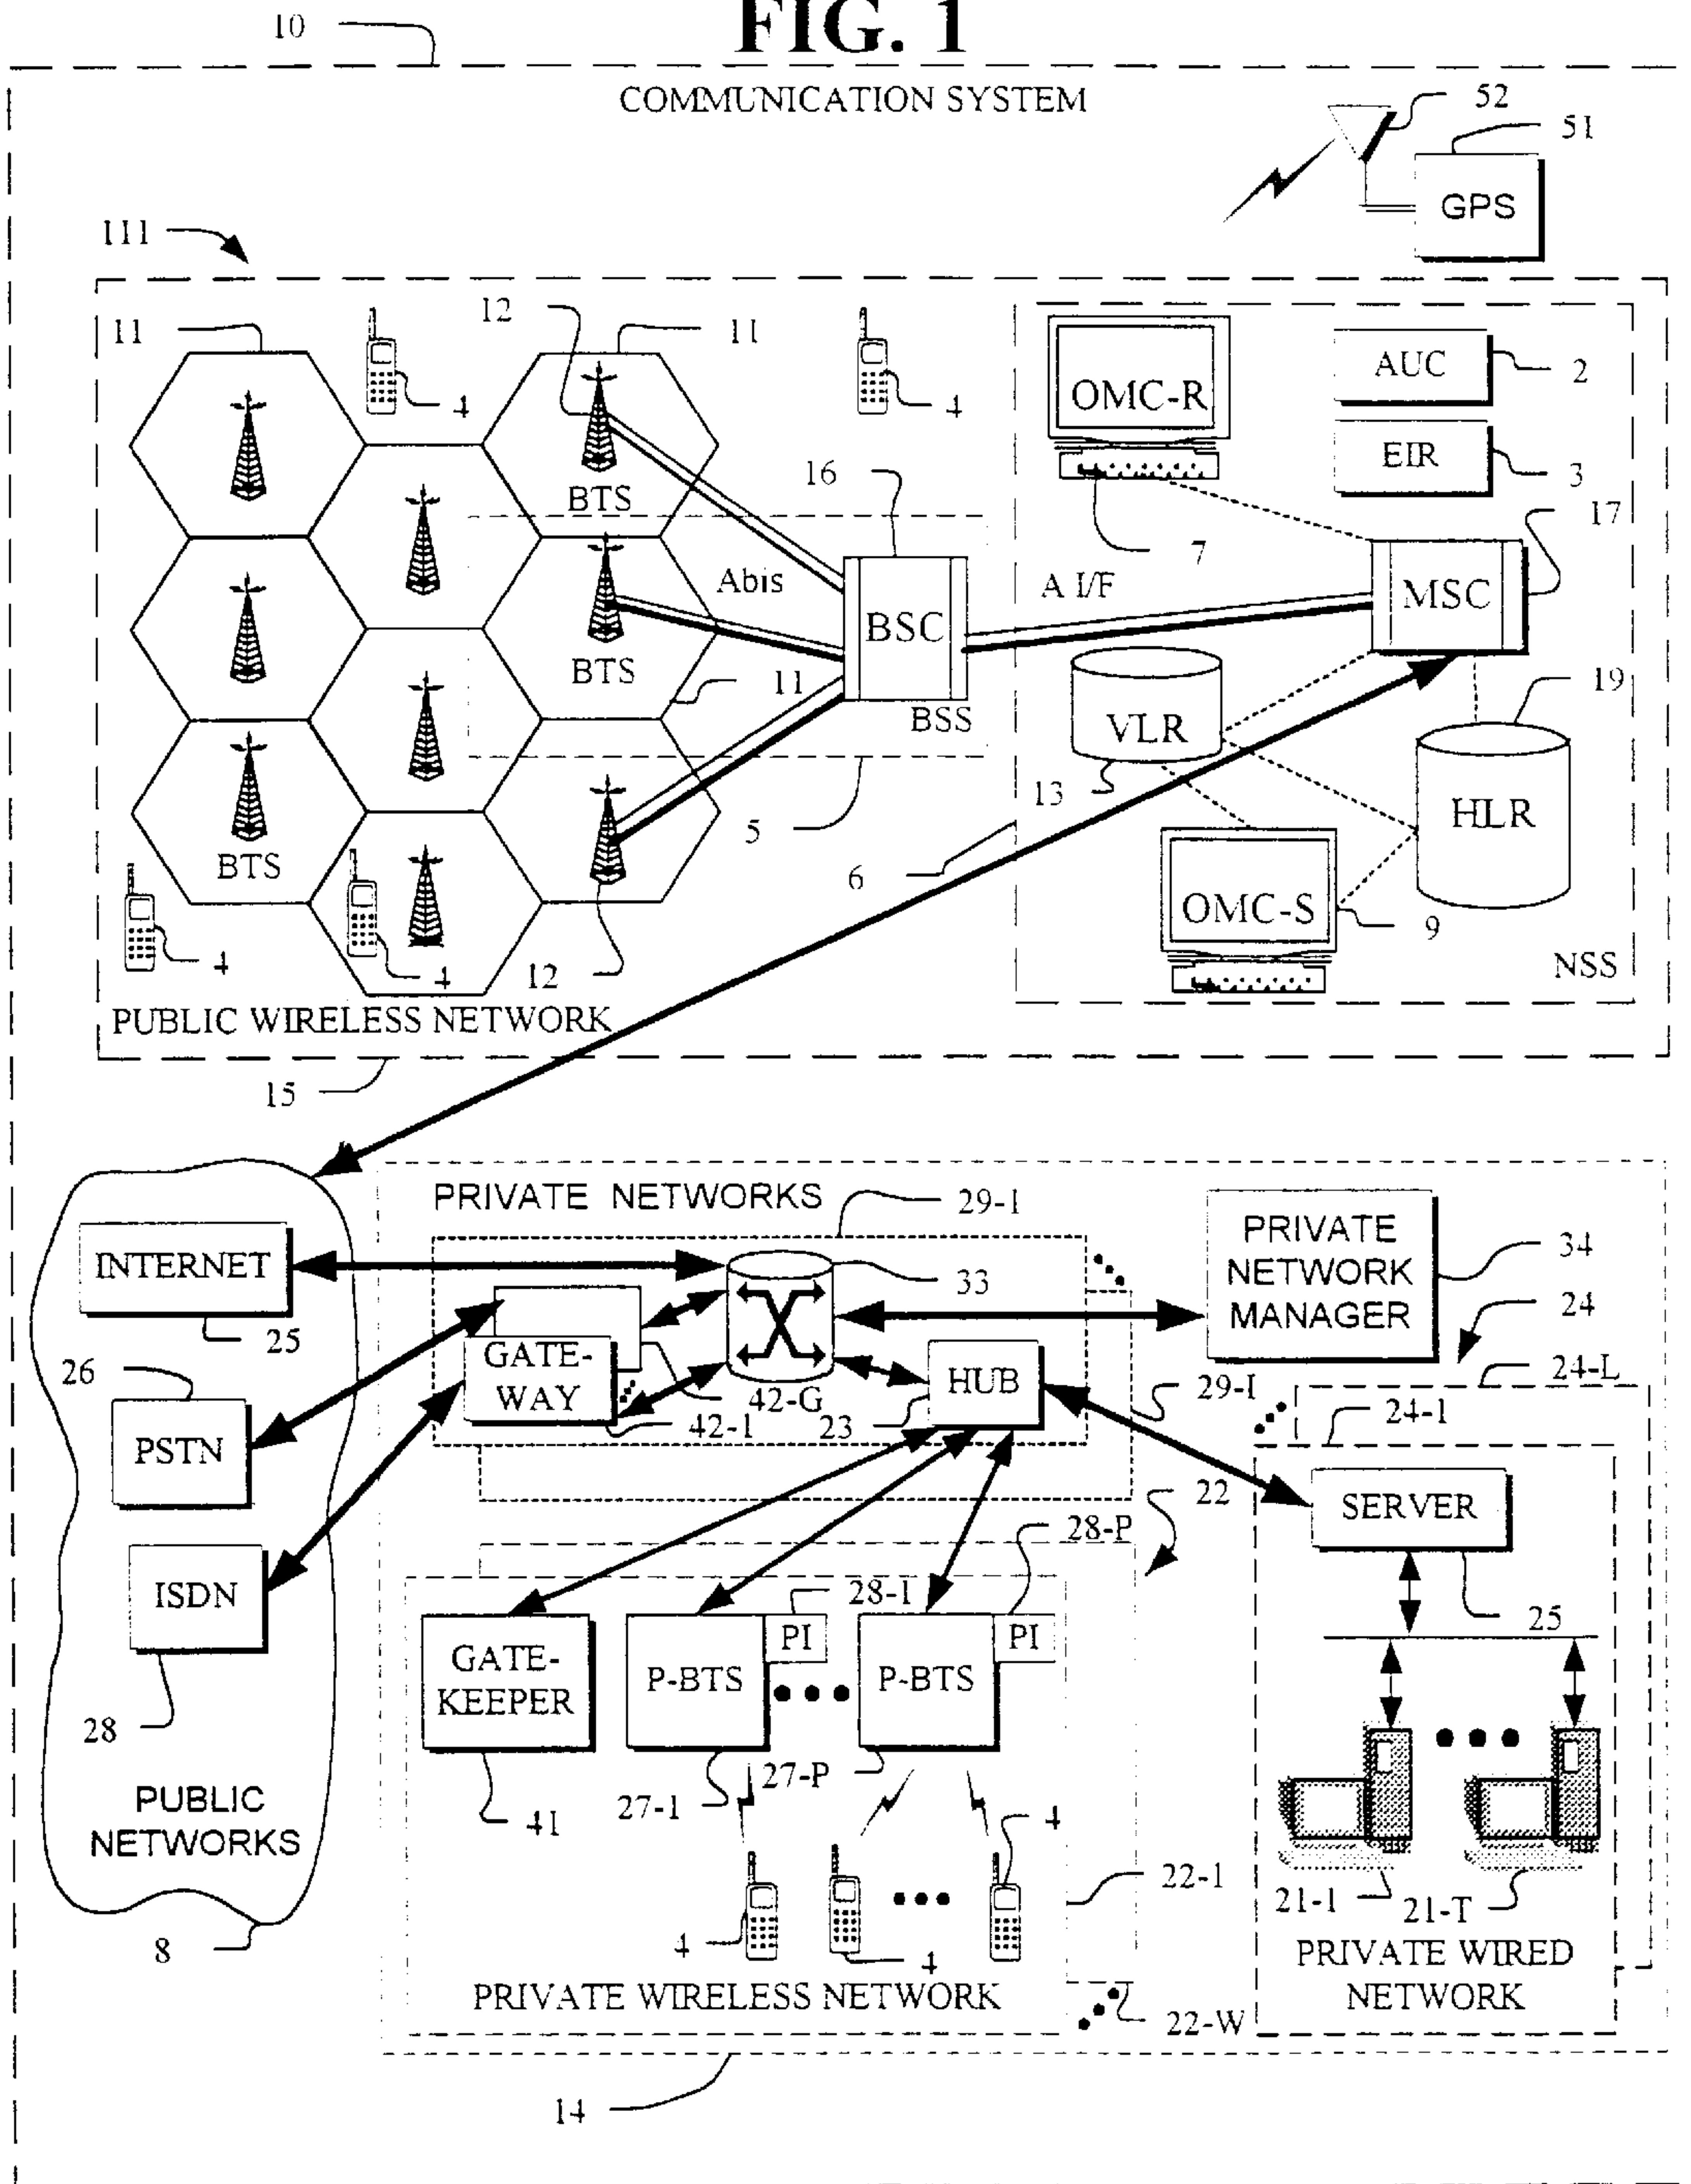 FIG. 1
10
COMMUNICATION SYSTEM
52
51
GPS
111
11
12
11
4
4
OMC-R
AUC
2
EIR
3
BTS
16
7
17
Abis
A I/F
BSC
MSC
BTS
11
BSS
VLR
19
13
HLR
5
6
BTS
OMC-S
9
4
4
12
NSS
PUBLIC WIRELESS NETWORK
15
PRIVATE NETWORKS
29-1
PRIVATE
NETWORK
MANAGER
34
INTERNET
33
25
24
GATE-
WAY
HUB
26
42-G
42-1
23
29-I
24-L
24-1
PSTN
SERVER
22
28-P
ISDN
28-1
25
PI
PI
GATE-
KEEPER
P-BTS
P-BTS
28
27-P
27-1
41
PUBLIC
NETWORKS
4
22-1
21-1
21-T
4
4
8
PRIVATE WIRED
NETWORK
PRIVATE WIRELESS NETWORK
22-W
14